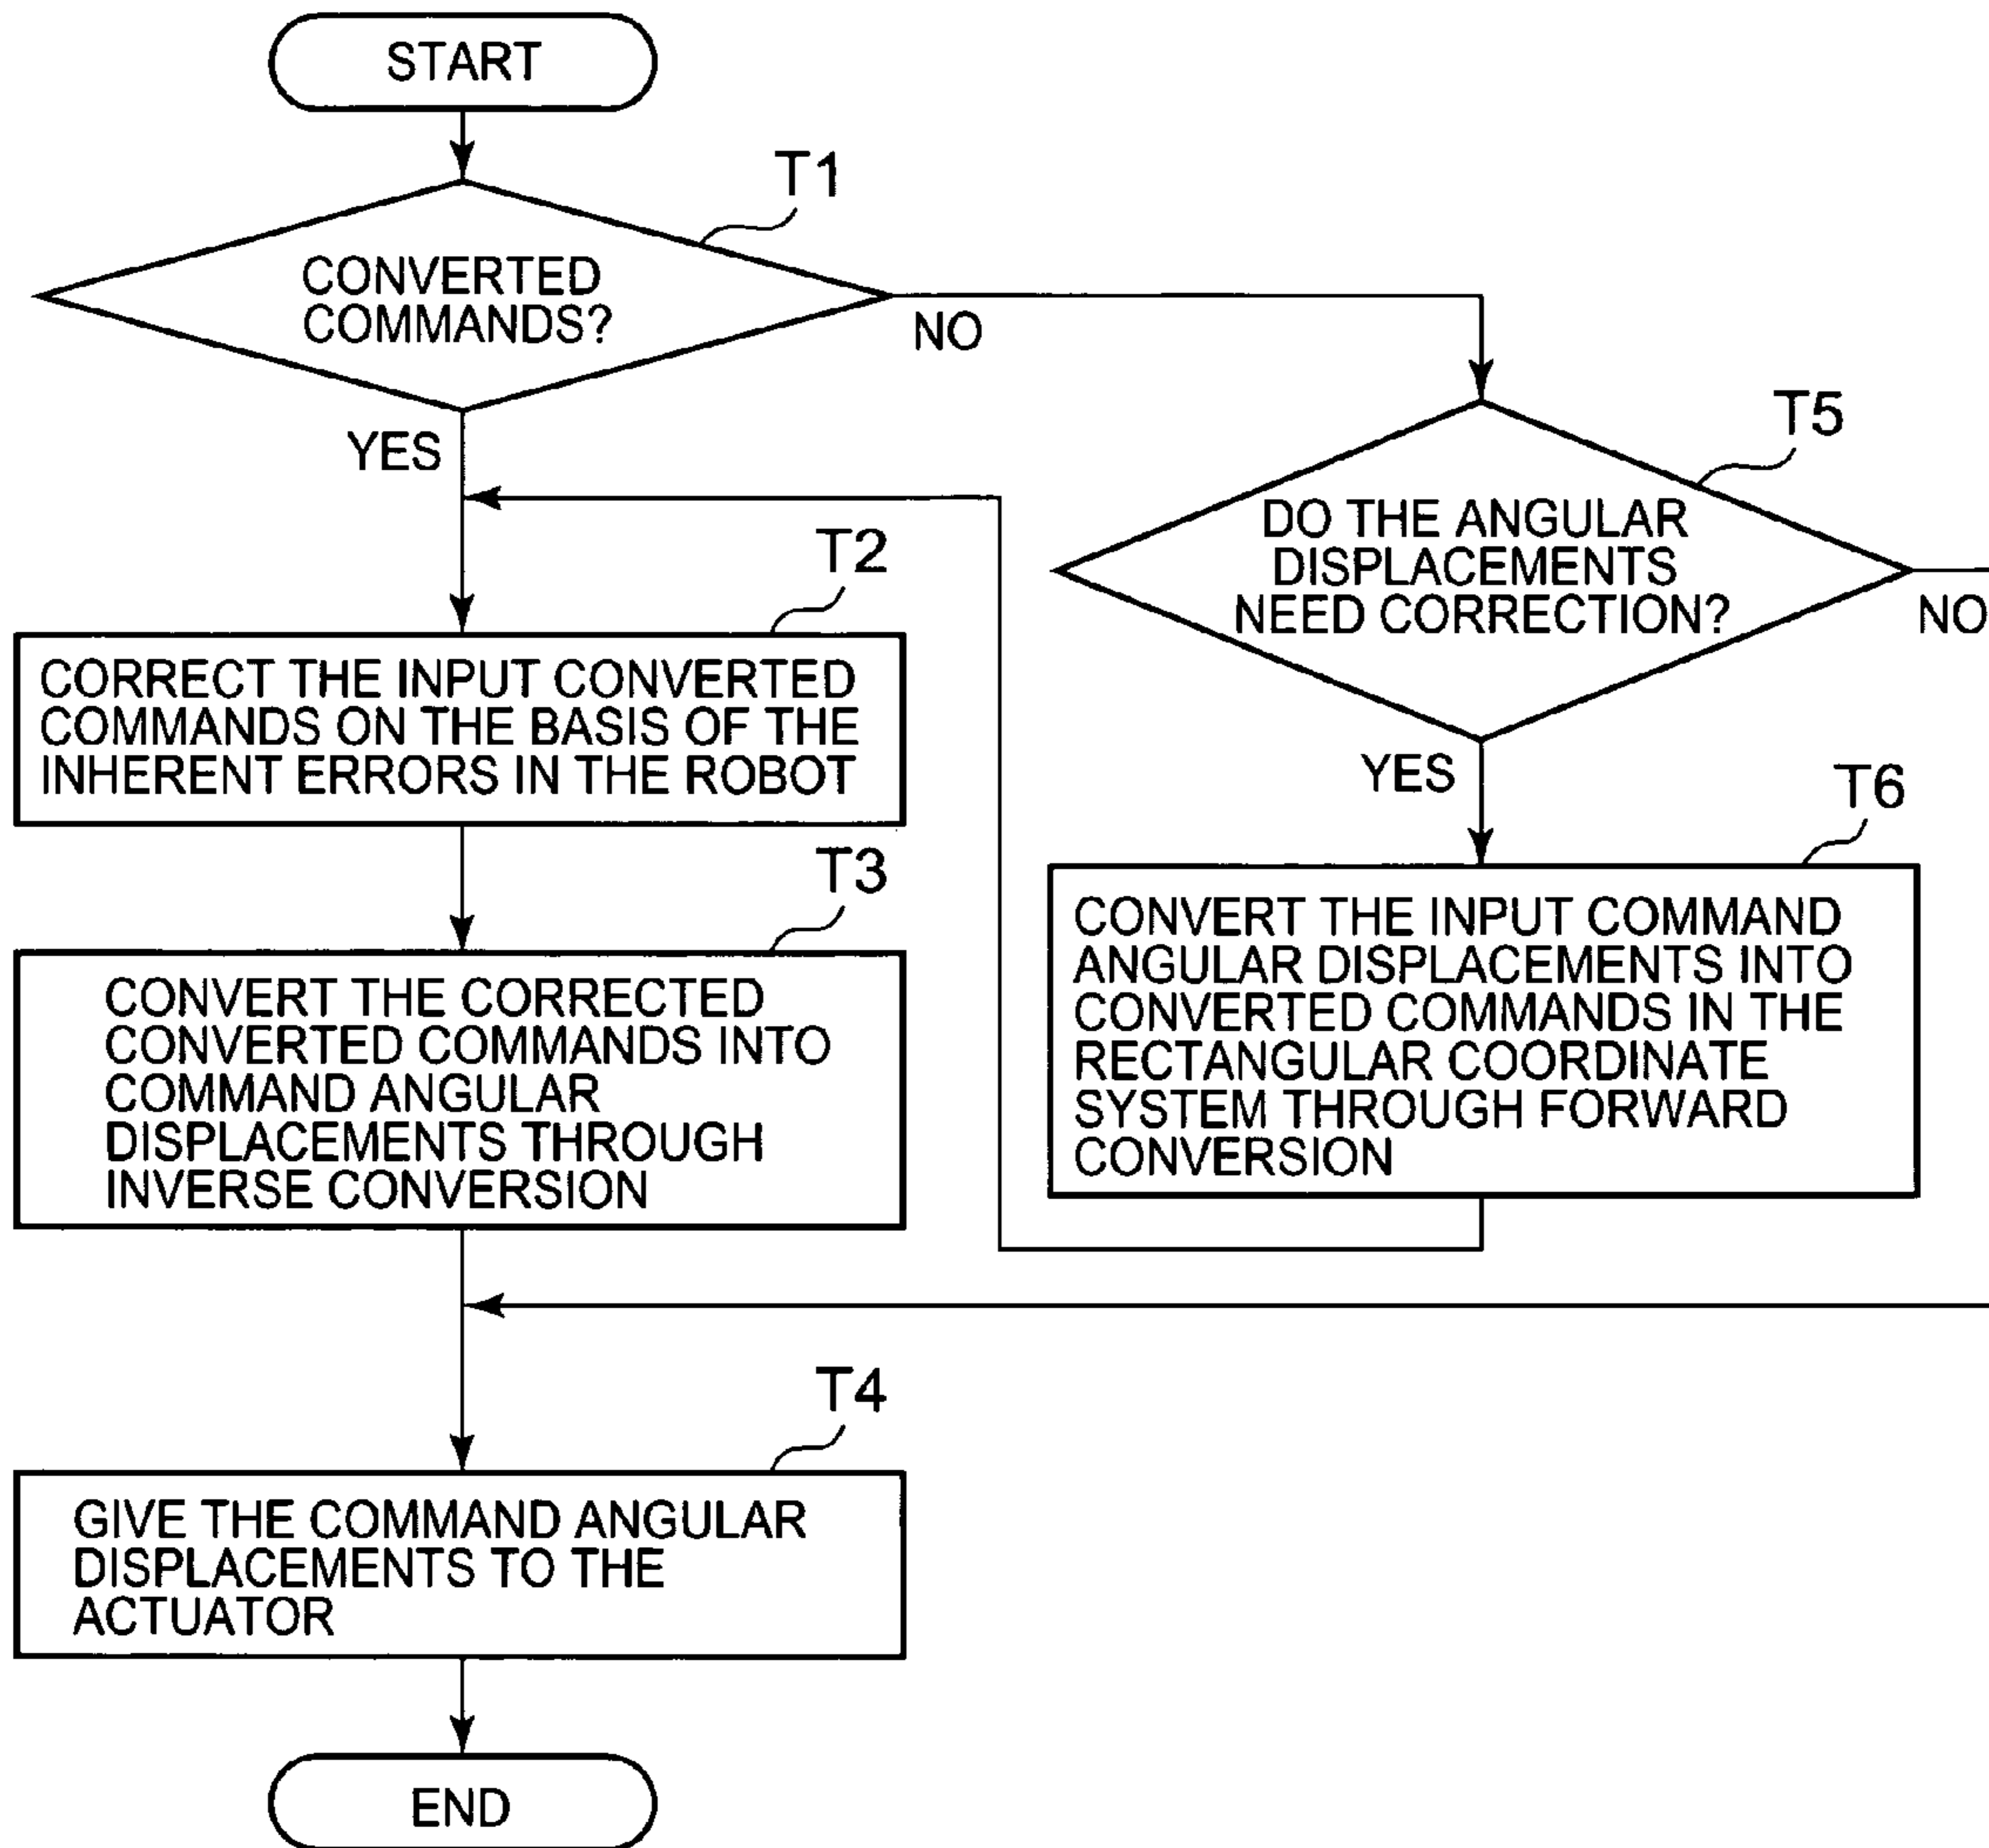 START
T1
CONVERTED
COMMANDS?
NO
YES
T2
CORRECT THE INPUT CONVERTED
COMMANDS ON THE BASIS OF THE
INHERENT ERRORS IN THE ROBOT
T3
CONVERT THE CORRECTED
CONVERTED COMMANDS INTO
COMMAND ANGULAR
DISPLACEMENTS THROUGH
INVERSE CONVERSION
T4
GIVE THE COMMAND ANGULAR
DISPLACEMENTS TO THE
ACTUATOR
END
T5
DO THE ANGULAR
DISPLACEMENTS
NEED CORRECTION?
NO
YES
T6
CONVERT THE INPUT COMMAND
ANGULAR DISPLACEMENTS INTO
CONVERTED COMMANDS IN THE
RECTANGULAR COORDINATE
SYSTEM THROUGH FORWARD
CONVERSION